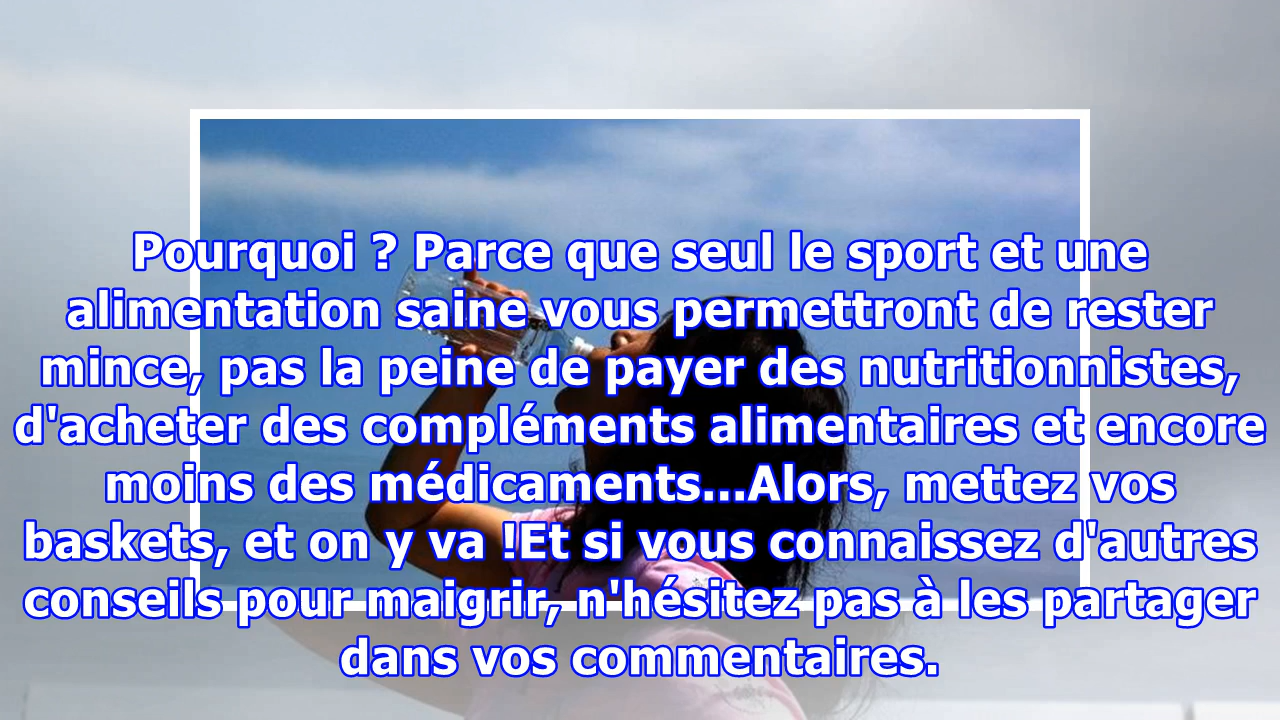 Pourquoi ? Parce que seul le sport et une
alimentation saine vous permettront de rester
mince, pas la peine de payer des nutritionnistes,
d'acheter des compléments alimentaires et encore
moins des médicaments...Alors, mettez vos
baskets, et on y va !Et si vous connaissez d'autres
conseils pour maigrir, n'hésitez pas à les partager
dans vos commentaires.